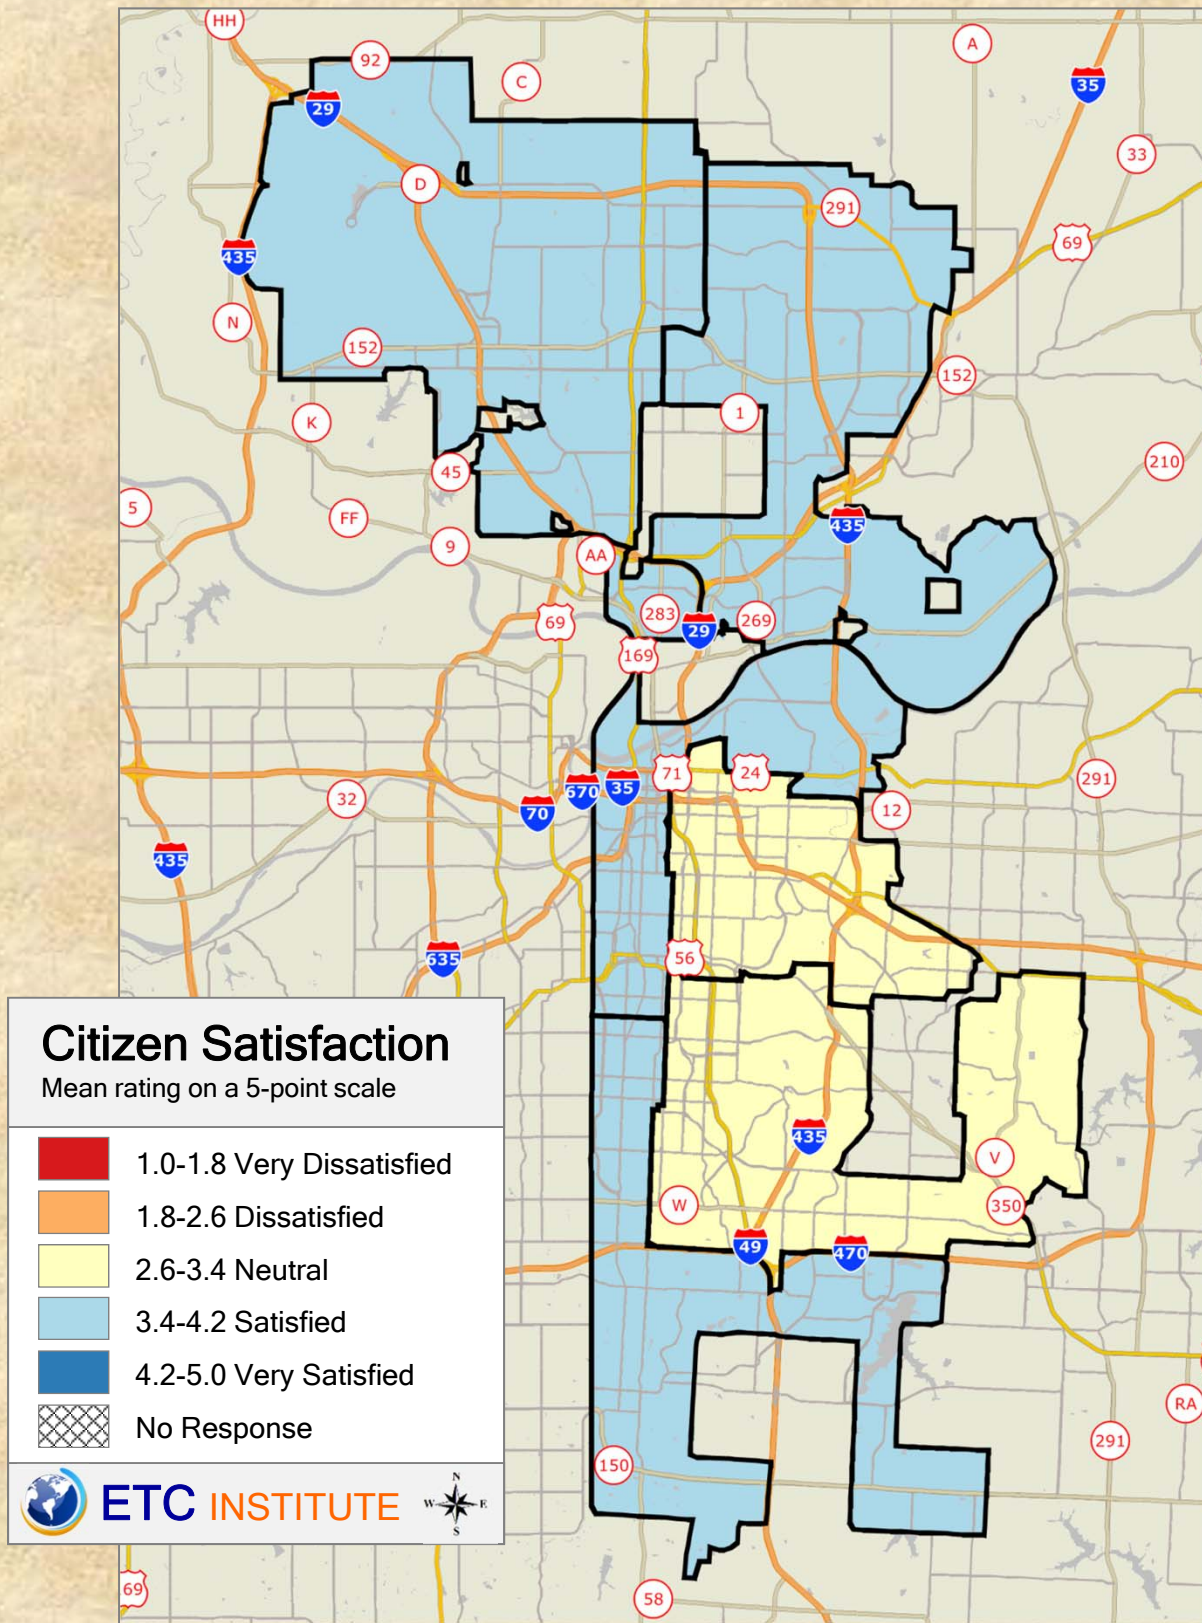 HH
92
C
A
29
35
33
D
291
69
435
N
152
152
K
1
45
210
5
FF
435
9
AA
283
69
29
269
169
71
24
670
35
291
32
70
12
435
56
635
Citizen Satisfaction
Mean rating on a 5-point scale
435
1.0-1.8 Very Dissatisfied
V
1.8-2.6 Dissatisfied
W
350
49
470
2.6-3.4 Neutral
3.4-4.2 Satisfied
4.2-5.0 Very Satisfied
RA
No Response
291
150
N
W E
S
ETC INSTITUTE
69
58